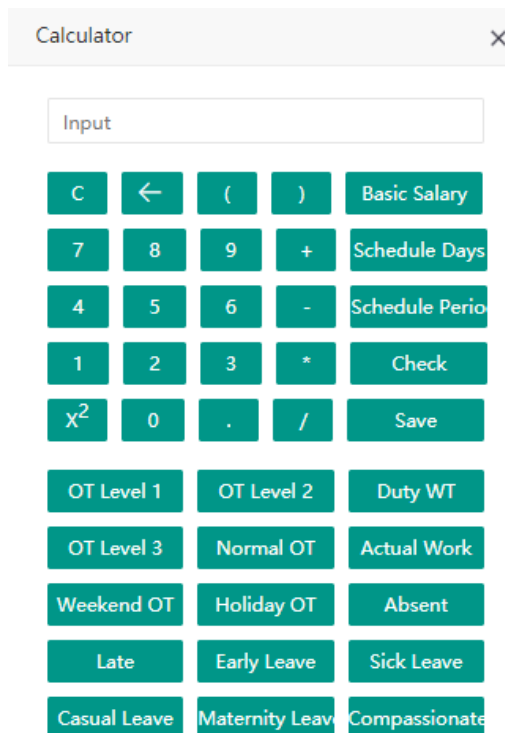 Calculator ×
Input
C ← ( ) Basic Salary
7 8 9 + Schedule Days
4 5 6 - Schedule Perio
1 2 3 * Check
X² 0 . / Save
OT Level 1 OT Level 2 Duty WT
OT Level 3 Normal OT Actual Work
Weekend OT Holiday OT Absent
Late Early Leave Sick Leave
Casual Leave Maternity Leav Compassionate